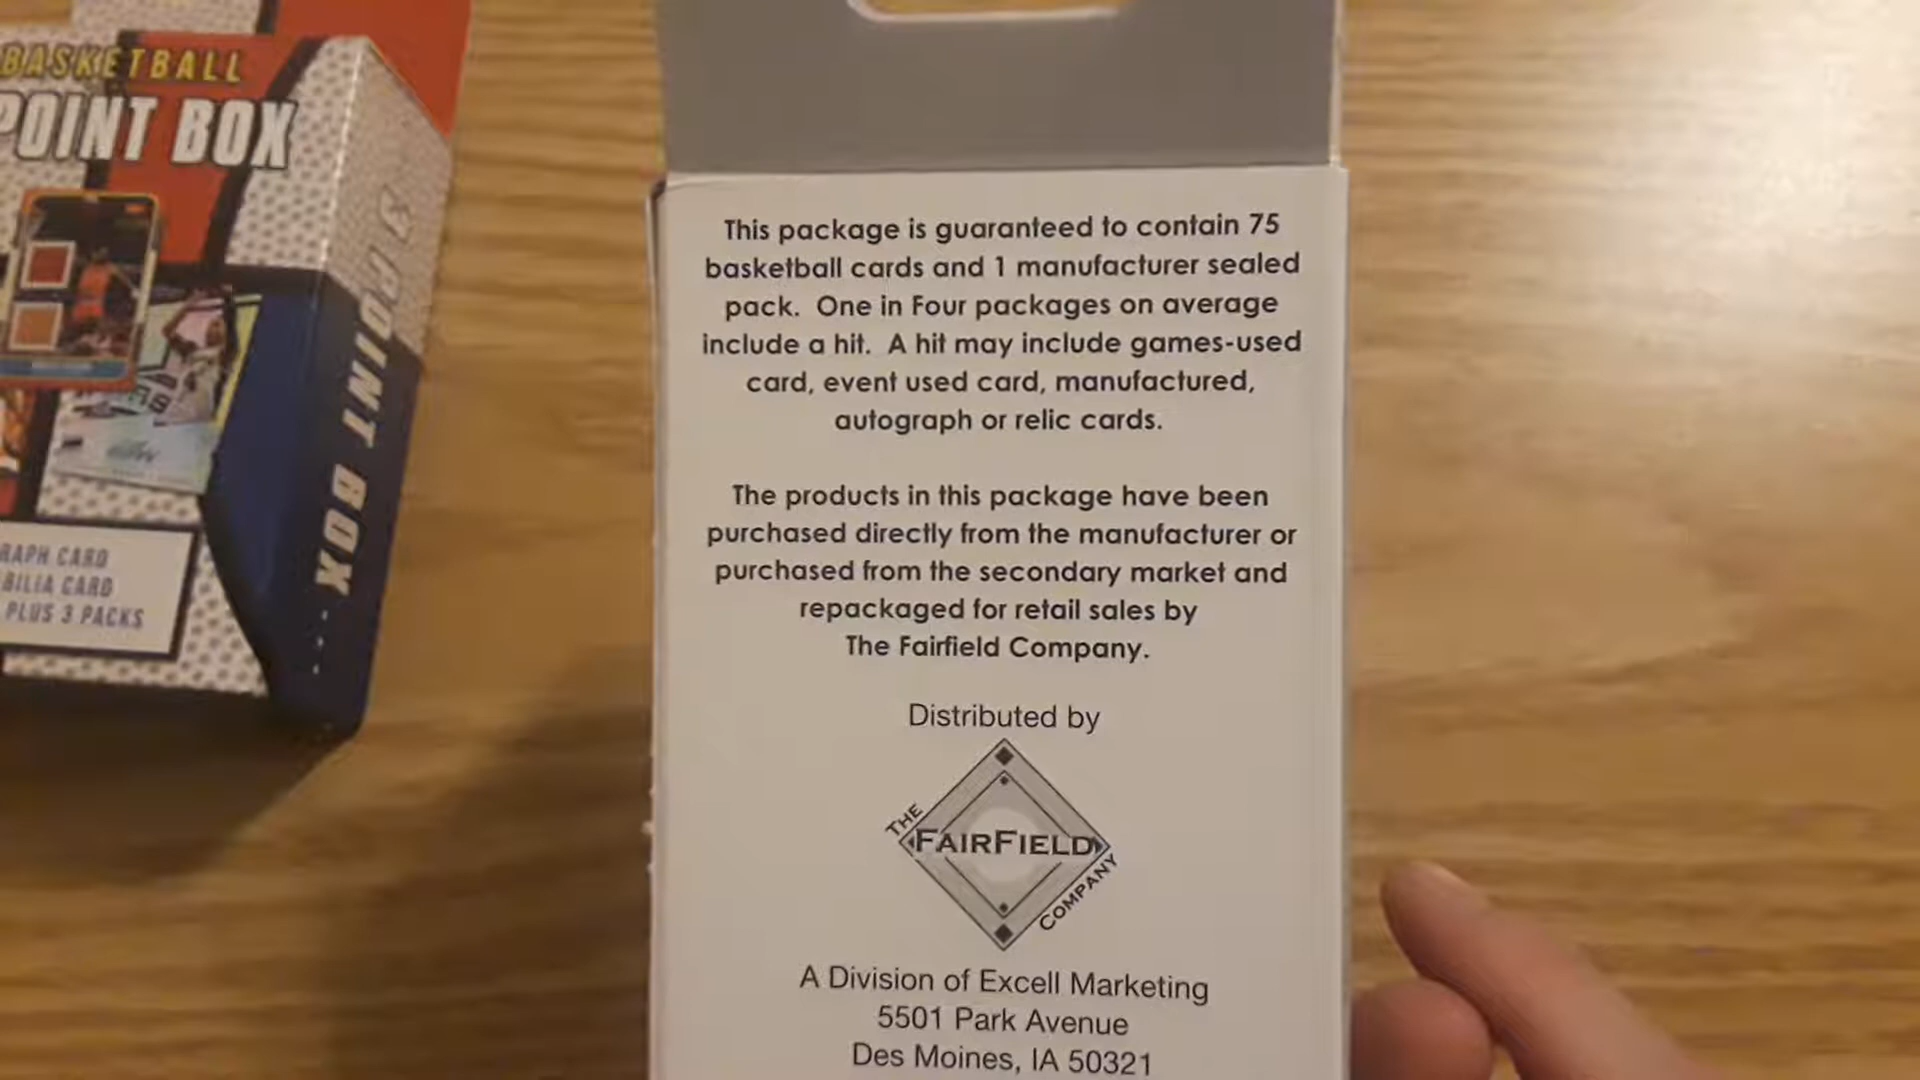 BASKETBALL
POINT BOX
3 POINT BOX
RAPH CARD
BILIA CARD
PLUS 3 PACKS
This package is guaranteed to contain 75
basketball cards and 1 manufacturer sealed
pack. One in Four packages on average
include a hit. A hit may include games-used
card, event used card, manufactured,
autograph or relic cards.
The products in this package have been
purchased directly from the manufacturer or
purchased from the secondary market and
repackaged for retail sales by
The Fairfield Company.
Distributed by
THE
FAIRFIELD
COMPANY
A Division of Excell Marketing
5501 Park Avenue
Des Moines, IA 50321